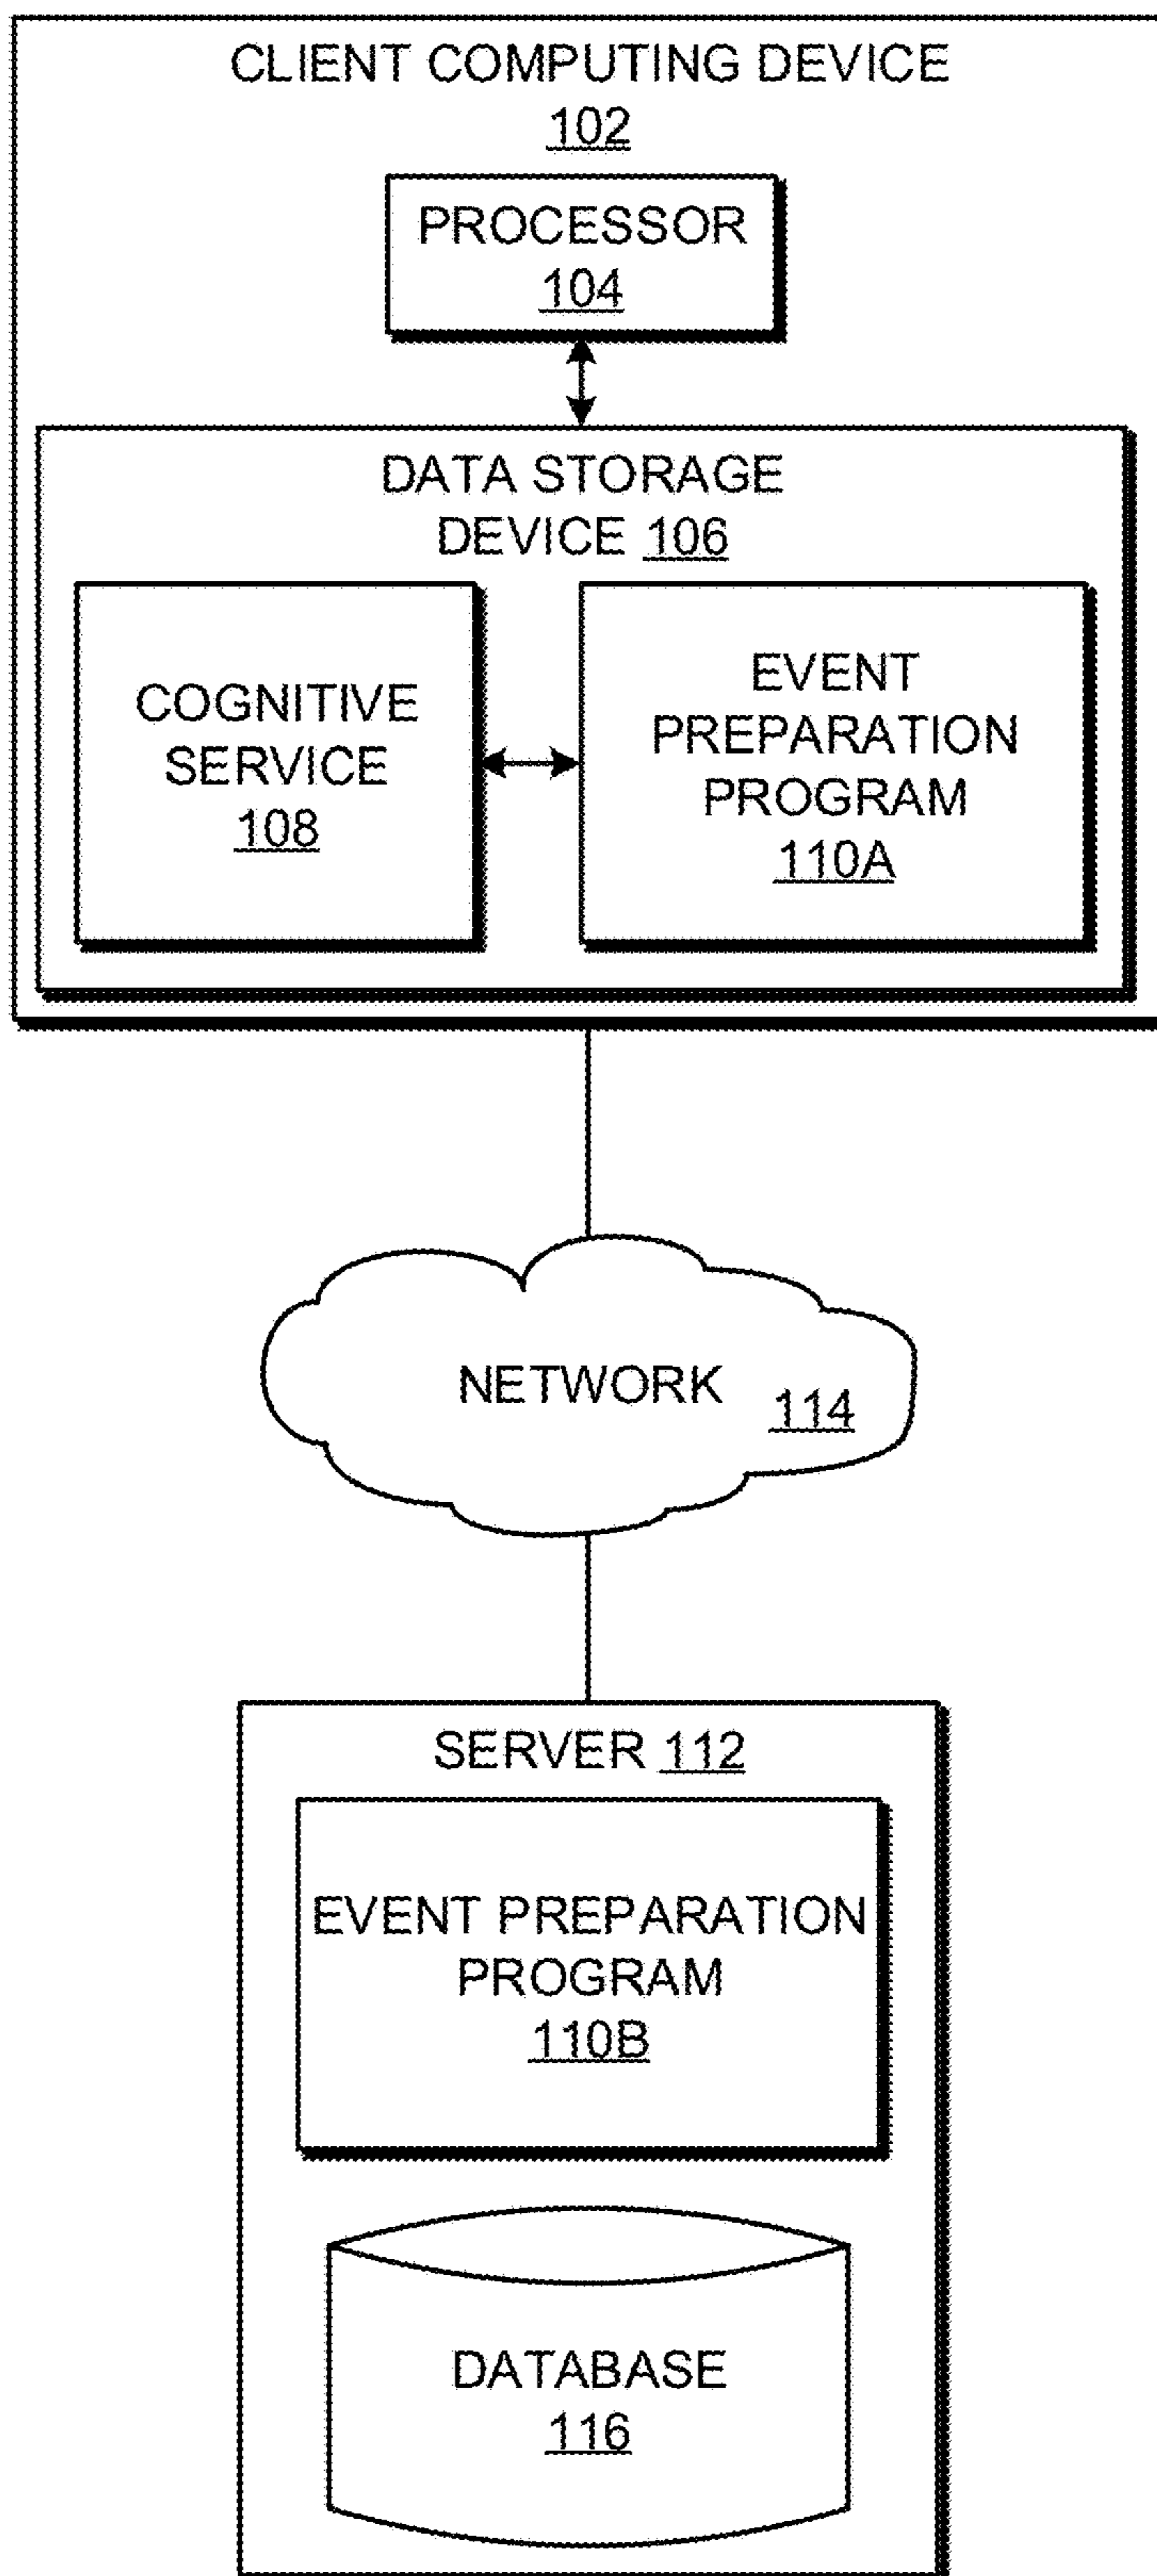 CLIENT COMPUTING DEVICE
102
PROCESSOR
104
DATA STORAGE
DEVICE 106
COGNITIVE
SERVICE
108
EVENT
PREPARATION
PROGRAM
110A
NETWORK
114
SERVER 112
EVENT PREPARATION
PROGRAM
110B
DATABASE
116